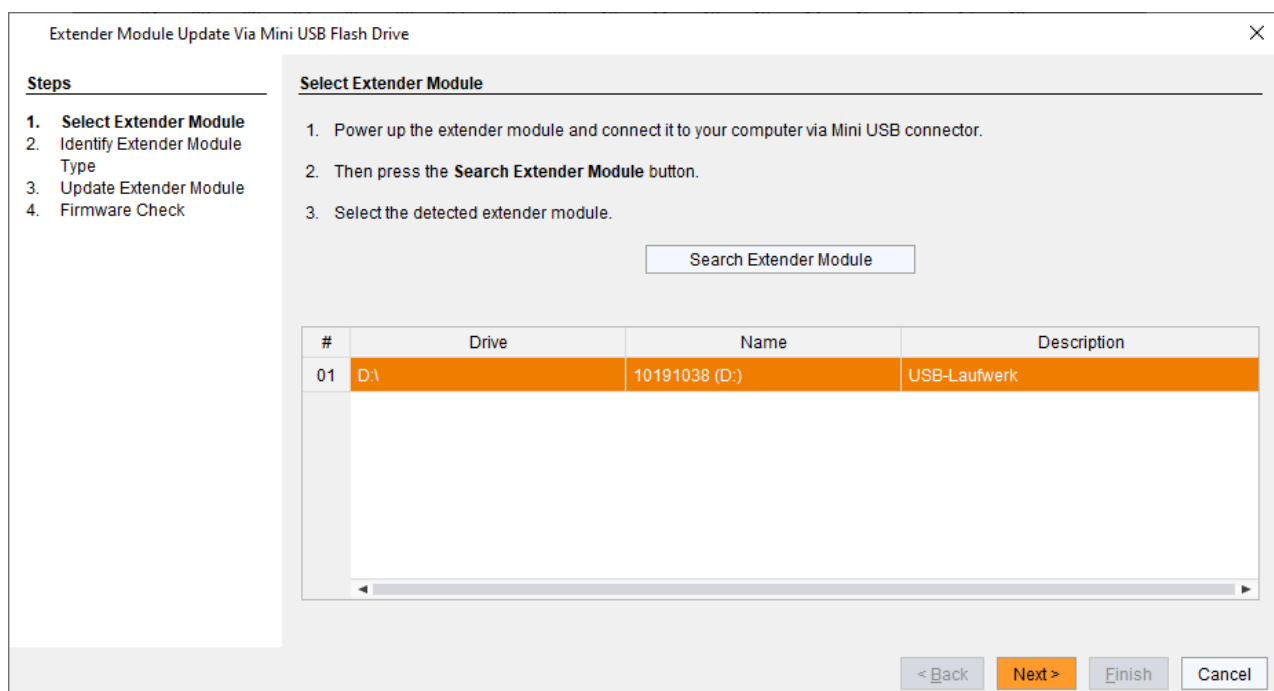 Extender Module Update Via Mini USB Flash Drive
Steps
1. Select Extender Module
2. Identify Extender Module
Type
3. Update Extender Module
4. Firmware Check
Select Extender Module
1. Power up the extender module and connect it to your computer via Mini USB connector.
2. Then press the Search Extender Module button.
3. Select the detected extender module.
Search Extender Module
# Drive Name Description
01 D:\ 10191038 (D:) USB-Laufwerk
< Back Next > Finish Cancel